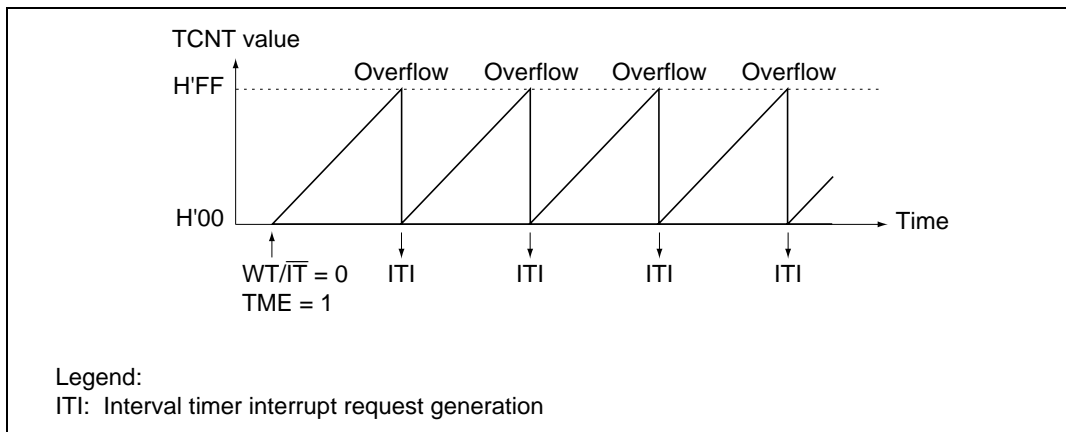 TCNT value
Overflow Overflow Overflow Overflow
H'FF
H'00
Time
WT/I̅T̅ = 0 ITI ITI ITI ITI
TME = 1
Legend:
ITI: Interval timer interrupt request generation